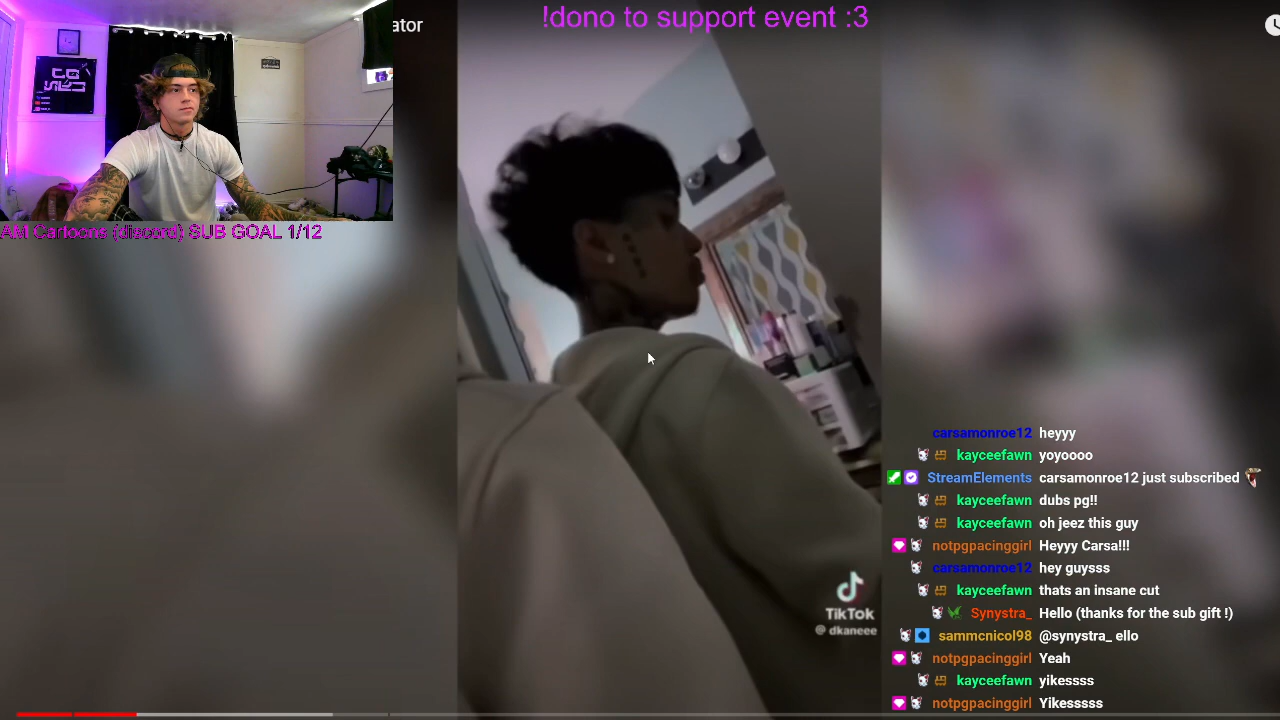 !dono to support event :3
ator
AM Cartoons (discord) SUB GOAL 1/12
carsamonroe12 heyyy
kayceefawn yoyoooo
StreamElements carsamonroe12 just subscribed
kayceefawn dubs pg!!
kayceefawn oh jeez this guy
notpgpacinggirl Heyyy Carsa!!!
carsamonroe12 hey guysss
kayceefawn thats an insane cut
Synystra_ Hello (thanks for the sub gift !)
sammcnicol98 @synystra_ ello
notpgpacinggirl Yeah
kayceefawn yikessss
notpgpacinggirl Yikesssss
TikTok
@ dkaneee